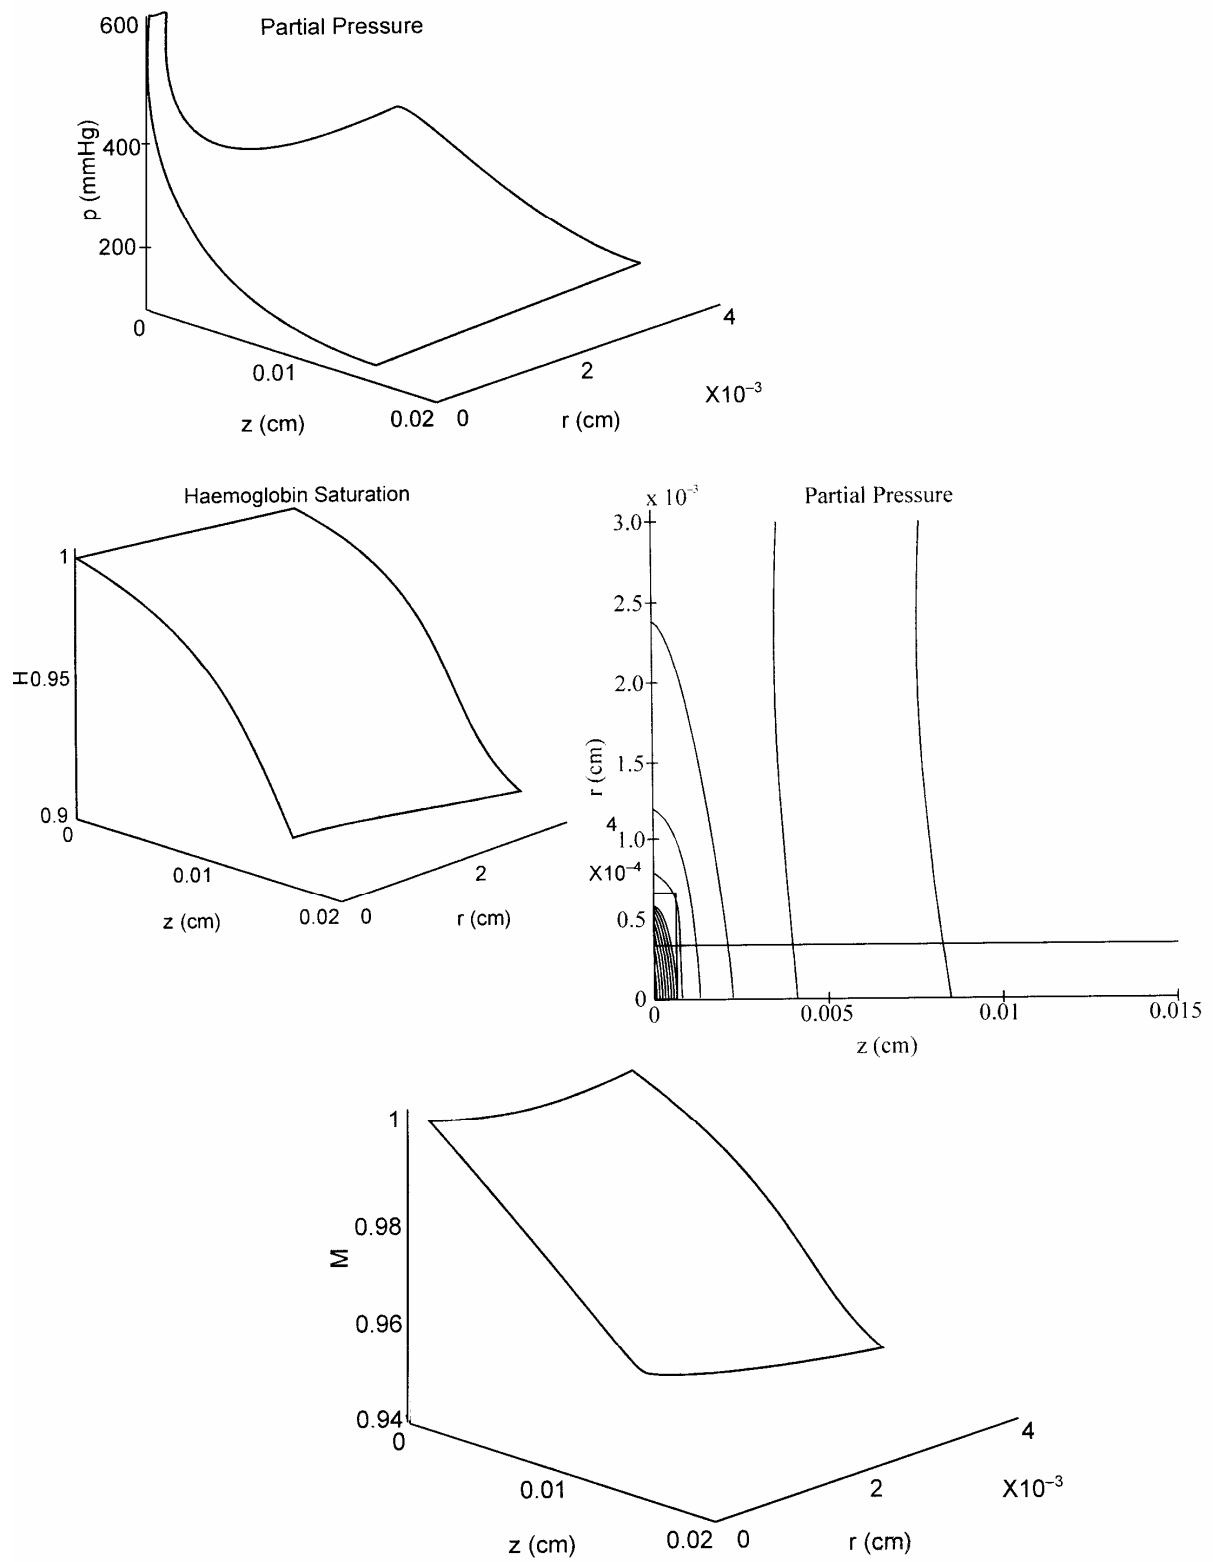 Partial Pressure
600
400
200
p (mmHg)
0
0.01
0.02
z (cm)
0
2
4
X10⁻³
r (cm)
Haemoglobin Saturation
1
0.95
0.9
H
0
0.01
0.02
z (cm)
0
2
4
X10⁻⁴
r (cm)
x 10⁻³
Partial Pressure
3.0
2.5
2.0
1.5
1.0
0.5
0
r (cm)
0
0.005
0.01
0.015
z (cm)
1
0.98
0.96
0.94
M
0
0.01
0.02
z (cm)
0
2
4
X10⁻³
r (cm)